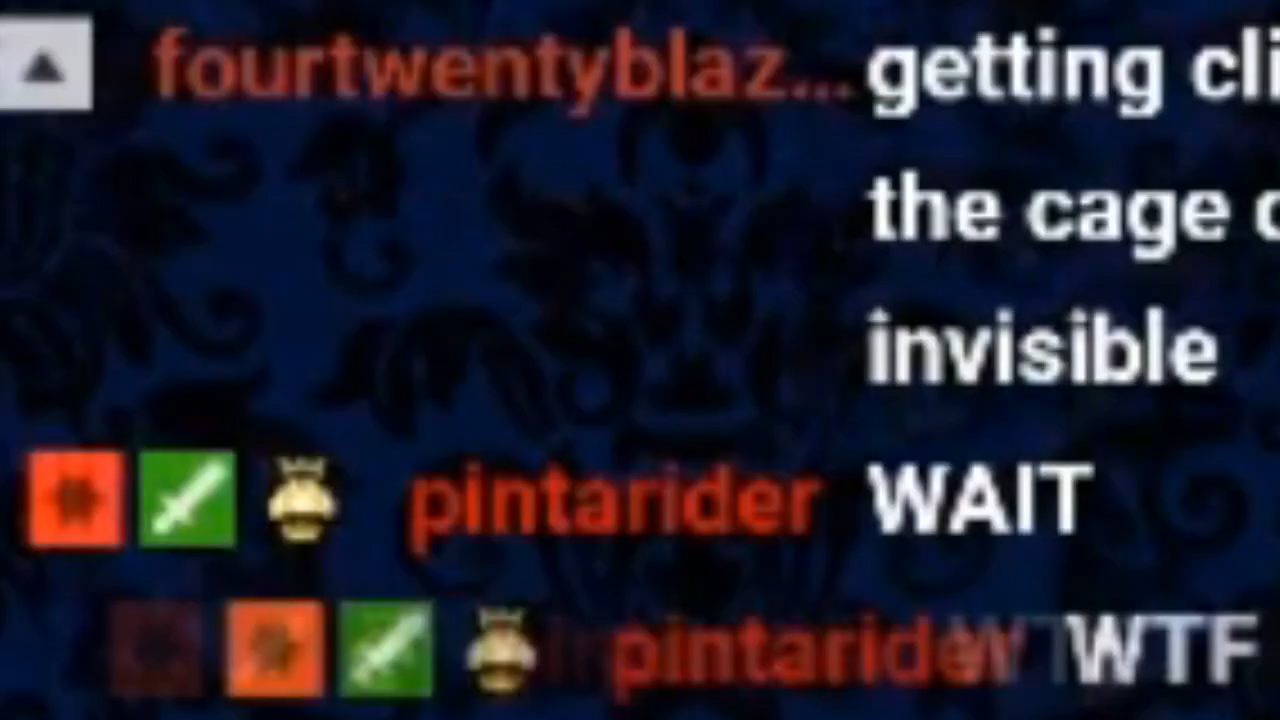 fourtwentyblaz... getting cli
the cage
invisible
pintarider WAIT
pintarider WTF